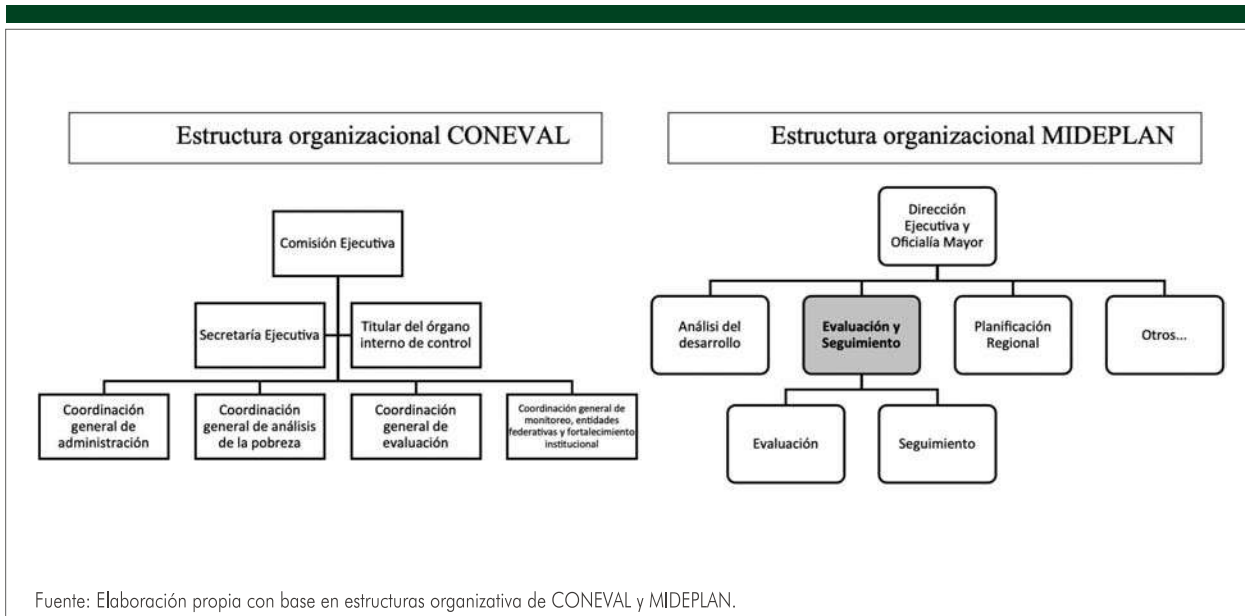 Estructura organizacional CONEVAL
Comisión Ejecutiva
Secretaría Ejecutiva
Titular del órgano
interno de control
Coordinación
general de
administración
Coordinación
general de análisis
de la pobreza
Coordinación
general de
evaluación
Coordinación general de
monitoreo, entidades
federativas y fortalecimiento
institucional
Estructura organizacional MIDEPLAN
Dirección
Ejecutiva y
Oficialía Mayor
Análisi del
desarrollo
Evaluación y
Seguimiento
Planificación
Regional
Otros...
Evaluación
Seguimiento
Fuente: Elaboración propia con base en estructuras organizativa de CONEVAL y MIDEPLAN.